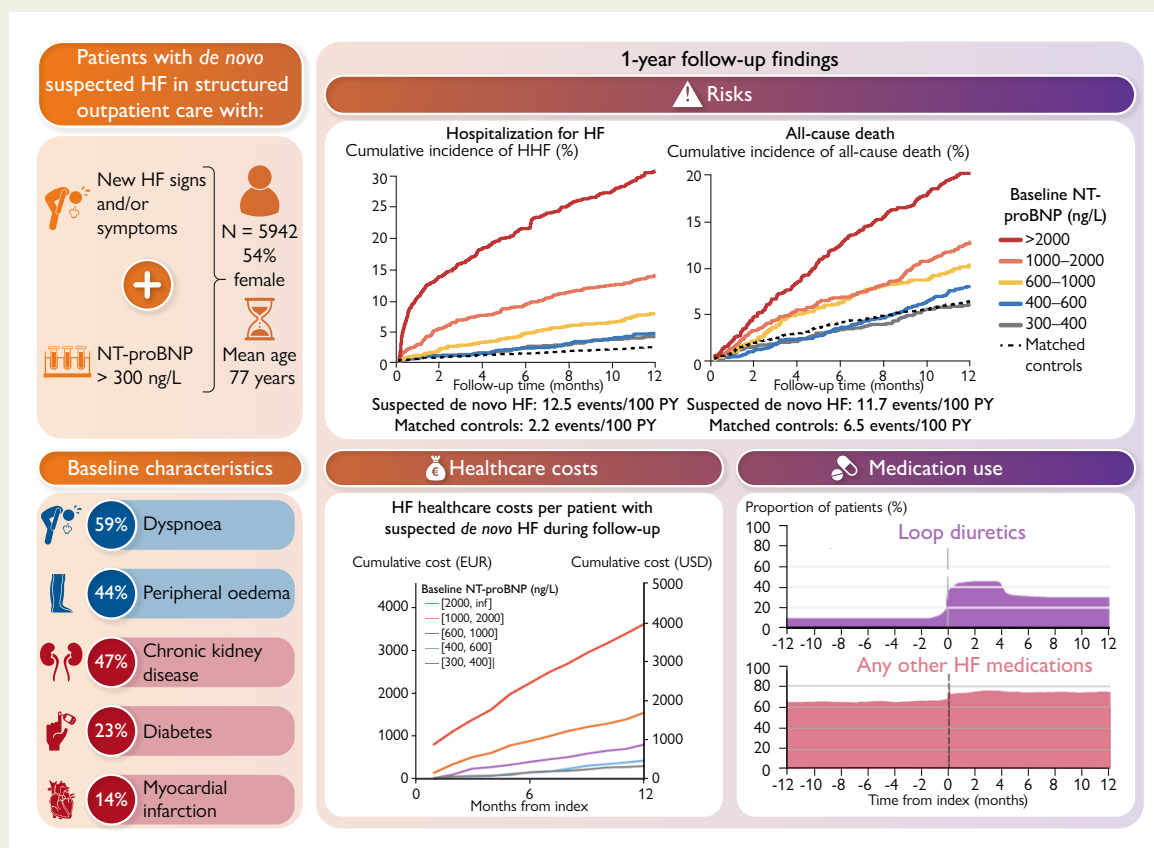 Patients with de novo
suspected HF in structured
outpatient care with:
New HF signs
and/or
symptoms
NT-proBNP
> 300 ng/L
N = 5942
54%
female
Mean age
77 years
Baseline characteristics
59% Dyspnoea
44% Peripheral oedema
47% Chronic kidney
disease
23% Diabetes
14% Myocardial
infarction
1-year follow-up findings
Risks
Hospitalization for HF
Cumulative incidence of HHF (%)
30
25
20
15
10
5
0
0 2 4 6 8 10 12
Follow-up time (months)
Suspected de novo HF: 12.5 events/100 PY
Matched controls: 2.2 events/100 PY
All-cause death
Cumulative incidence of all-cause death (%)
20
15
10
5
0
0 2 4 6 8 10 12
Follow-up time (months)
Suspected de novo HF: 11.7 events/100 PY
Matched controls: 6.5 events/100 PY
Baseline NT-
proBNP (ng/L)
>2000
1000–2000
600–1000
400–600
300–400
Matched
controls
€ Healthcare costs
HF healthcare costs per patient with
suspected de novo HF during follow-up
Cumulative cost (EUR)
Cumulative cost (USD)
Baseline NT-proBNP (ng/L)
[2000, inf]
[1000, 2000]
[600, 1000]
[400, 600]
[300, 400]|
4000
3000
2000
1000
0
5000
4000
3000
2000
1000
0
0 6 12
Months from index
Medication use
Proportion of patients (%)
Loop diuretics
100
80
60
40
20
0
-12 -10 -8 -6 -4 -2 0 2 4 6 8 10 12
Any other HF medications
100
80
60
40
20
0
-12 -10 -8 -6 -4 -2 0 2 4 6 8 10 12
Time from index (months)